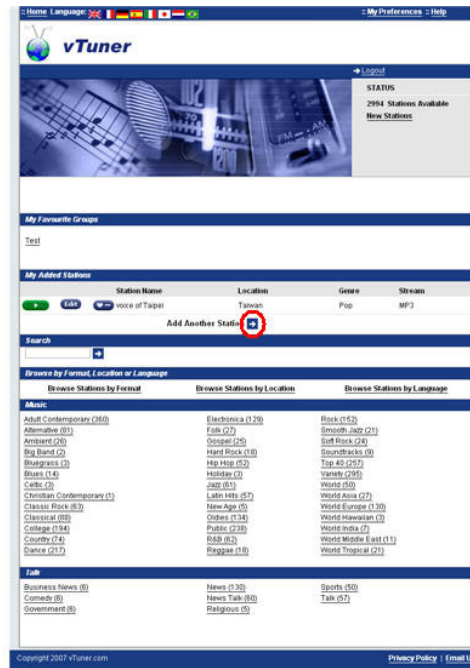 :: Home Language:
:: My Preferences :: Help
vTuner
Logout
STATUS
2994 Stations Available
New Stations
FM — AM
My Favourite Groups
Test
My Added Stations
Station Name Location Genre Stream
Edit voice of Taipei Taiwan Pop MP3
Add Another Station
Search
Browse by Format, Location or Language
Browse Stations by Format Browse Stations by Location Browse Stations by Language
Music
Adult Contemporary (360) Electronica (129) Rock (152)
Alternative (81) Folk (27) Smooth Jazz (21)
Ambient (26) Gospel (25) Soft Rock (24)
Big Band (2) Hard Rock (18) Soundtracks (9)
Bluegrass (3) Hip Hop (52) Top 40 (257)
Blues (14) Holiday (3) Variety (295)
Celtic (3) Jazz (61) World (50)
Christian Contemporary (1) Latin Hits (57) World Asia (27)
Classic Rock (63) New Age (5) World Europe (130)
Classical (88) Oldies (134) World Hawaiian (3)
College (194) Public (238) World India (7)
Country (74) R&B (62) World Middle East (11)
Dance (217) Reggae (18) World Tropical (21)
Talk
Business News (6) News (130) Sports (50)
Comedy (6) News Talk (80) Talk (57)
Government (6) Religious (5)
Copyright 2007 vTuner.com Privacy Policy | Email